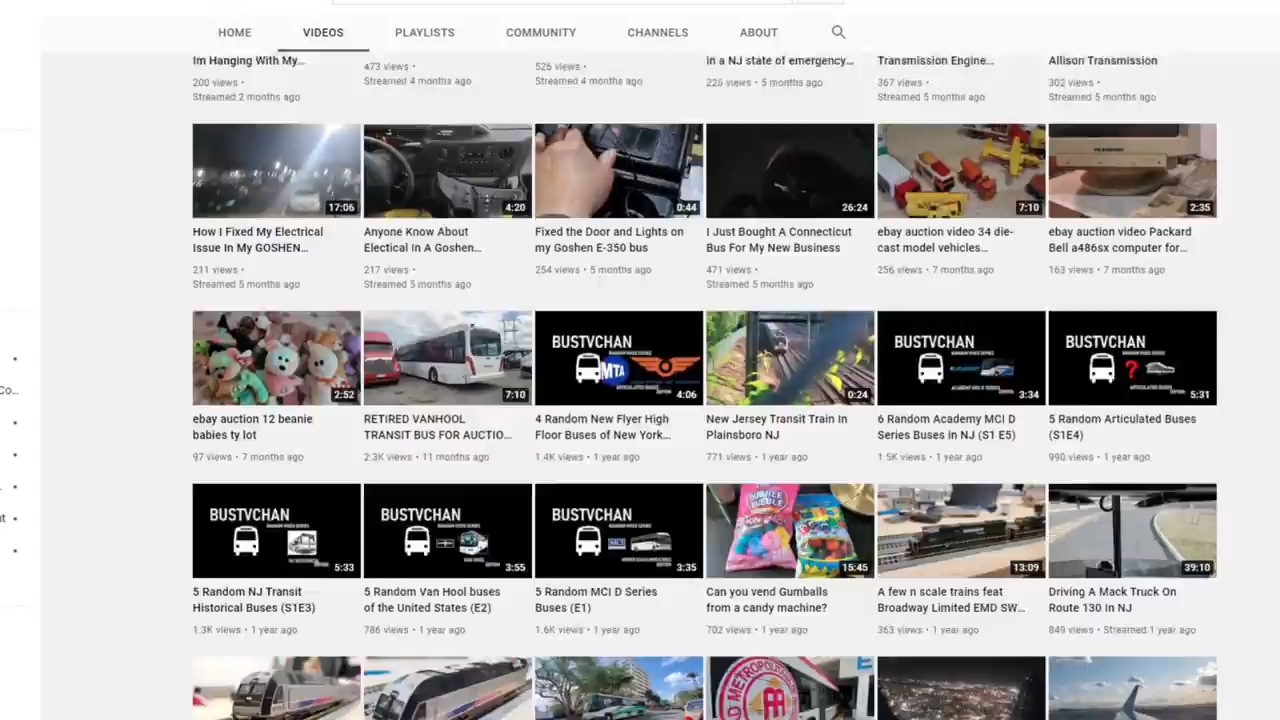 HOME VIDEOS PLAYLISTS COMMUNITY CHANNELS ABOUT
Im Hanging With My...
200 views •
Streamed 2 months ago
473 views •
Streamed 4 months ago
526 views •
Streamed 4 months ago
in a NJ state of emergency...
226 views • 5 months ago
Transmission Engine...
367 views •
Streamed 5 months ago
Allison Transmission
302 views •
Streamed 5 months ago
17:06
How I Fixed My Electrical
Issue In My GOSHEN...
211 views •
Streamed 5 months ago
4:20
Anyone Know About
Electical In A Goshen...
217 views •
Streamed 5 months ago
0:44
Fixed the Door and Lights on
my Goshen E-350 bus
254 views • 5 months ago
26:24
I Just Bought A Connecticut
Bus For My New Business
471 views •
Streamed 5 months ago
7:10
ebay auction video 34 die-
cast model vehicles...
256 views • 7 months ago
2:35
ebay auction video Packard
Bell a486sx computer for...
163 views • 7 months ago
Co...
2:52
ebay auction 12 beanie
babies ty lot
97 views • 7 months ago
7:10
RETIRED VANHOOL
TRANSIT BUS FOR AUCTIO...
2.3K views • 11 months ago
BUSTVCHAN
MTA
4:06
4 Random New Flyer High
Floor Buses of New York...
1.4K views • 1 year ago
0:24
New Jersey Transit Train In
Plainsboro NJ
771 views • 1 year ago
BUSTVCHAN
3:34
6 Random Academy MCI D
Series Buses in NJ (S1 E5)
1.5K views • 1 year ago
BUSTVCHAN
?
5:31
5 Random Articulated Buses
(S1E4)
990 views • 1 year ago
BUSTVCHAN
5:33
5 Random NJ Transit
Historical Buses (S1E3)
1.3K views • 1 year ago
BUSTVCHAN
3:55
5 Random Van Hool buses
of the United States (E2)
786 views • 1 year ago
BUSTVCHAN
MCI
3:35
5 Random MCI D Series
Buses (E1)
1.6K views • 1 year ago
15:45
Can you vend Gumballs
from a candy machine?
702 views • 1 year ago
13:09
A few n scale trains feat
Broadway Limited EMD SW...
363 views • 1 year ago
39:10
Driving A Mack Truck On
Route 130 In NJ
849 views • Streamed 1 year ago
METROPOLITAN